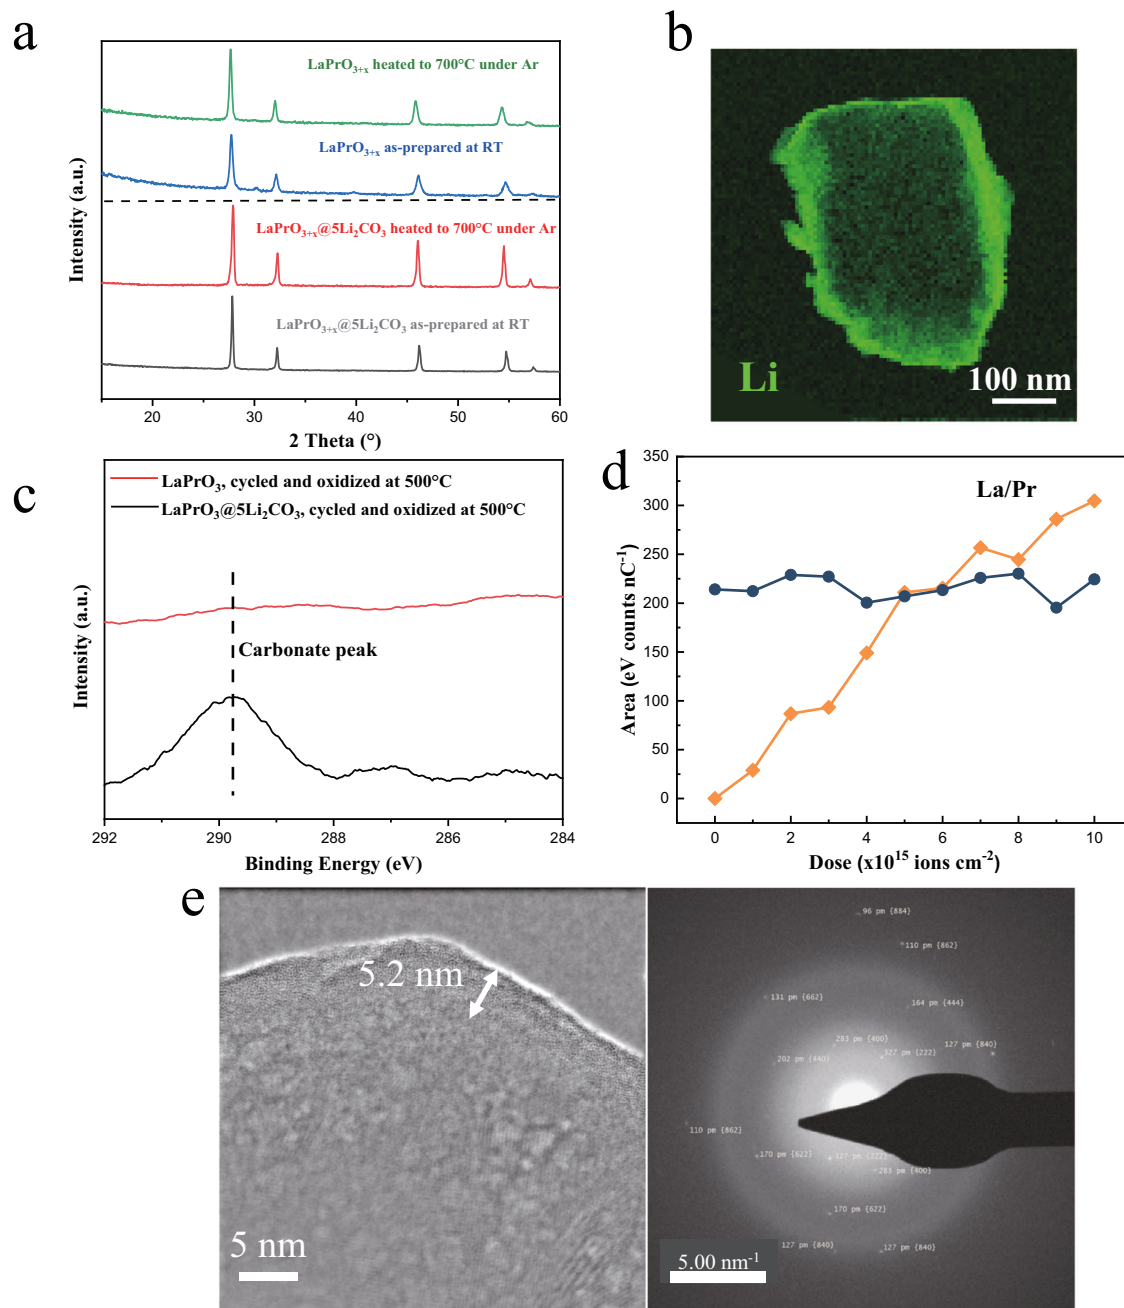 a
LaPrO3+x heated to 700°C under Ar
LaPrO3+x as-prepared at RT
LaPrO3+x@5Li2CO3 heated to 700°C under Ar
LaPrO3+x@5Li2CO3 as-prepared at RT
Intensity (a.u.)
20 30 40 50 60
2 Theta (°)
b
Li
100 nm
c
LaPrO3, cycled and oxidized at 500°C
LaPrO3@5Li2CO3, cycled and oxidized at 500°C
Carbonate peak
Intensity (a.u.)
292 290 288 286 284
Binding Energy (eV)
d
La/Pr
350
300
250
200
150
100
50
0
Area (eV counts nC-1)
0 2 4 6 8 10
Dose (x10^15 ions cm-2)
e
5.2 nm
5 nm
96 pm {884}
110 pm {862}
131 pm {662}
164 pm {444}
283 pm {400}
127 pm {840}
327 pm {222}
202 pm {440}
110 pm {862}
170 pm {622}
327 pm {222}
283 pm {400}
170 pm {622}
127 pm {840}
127 pm {840}
5.00 nm-1